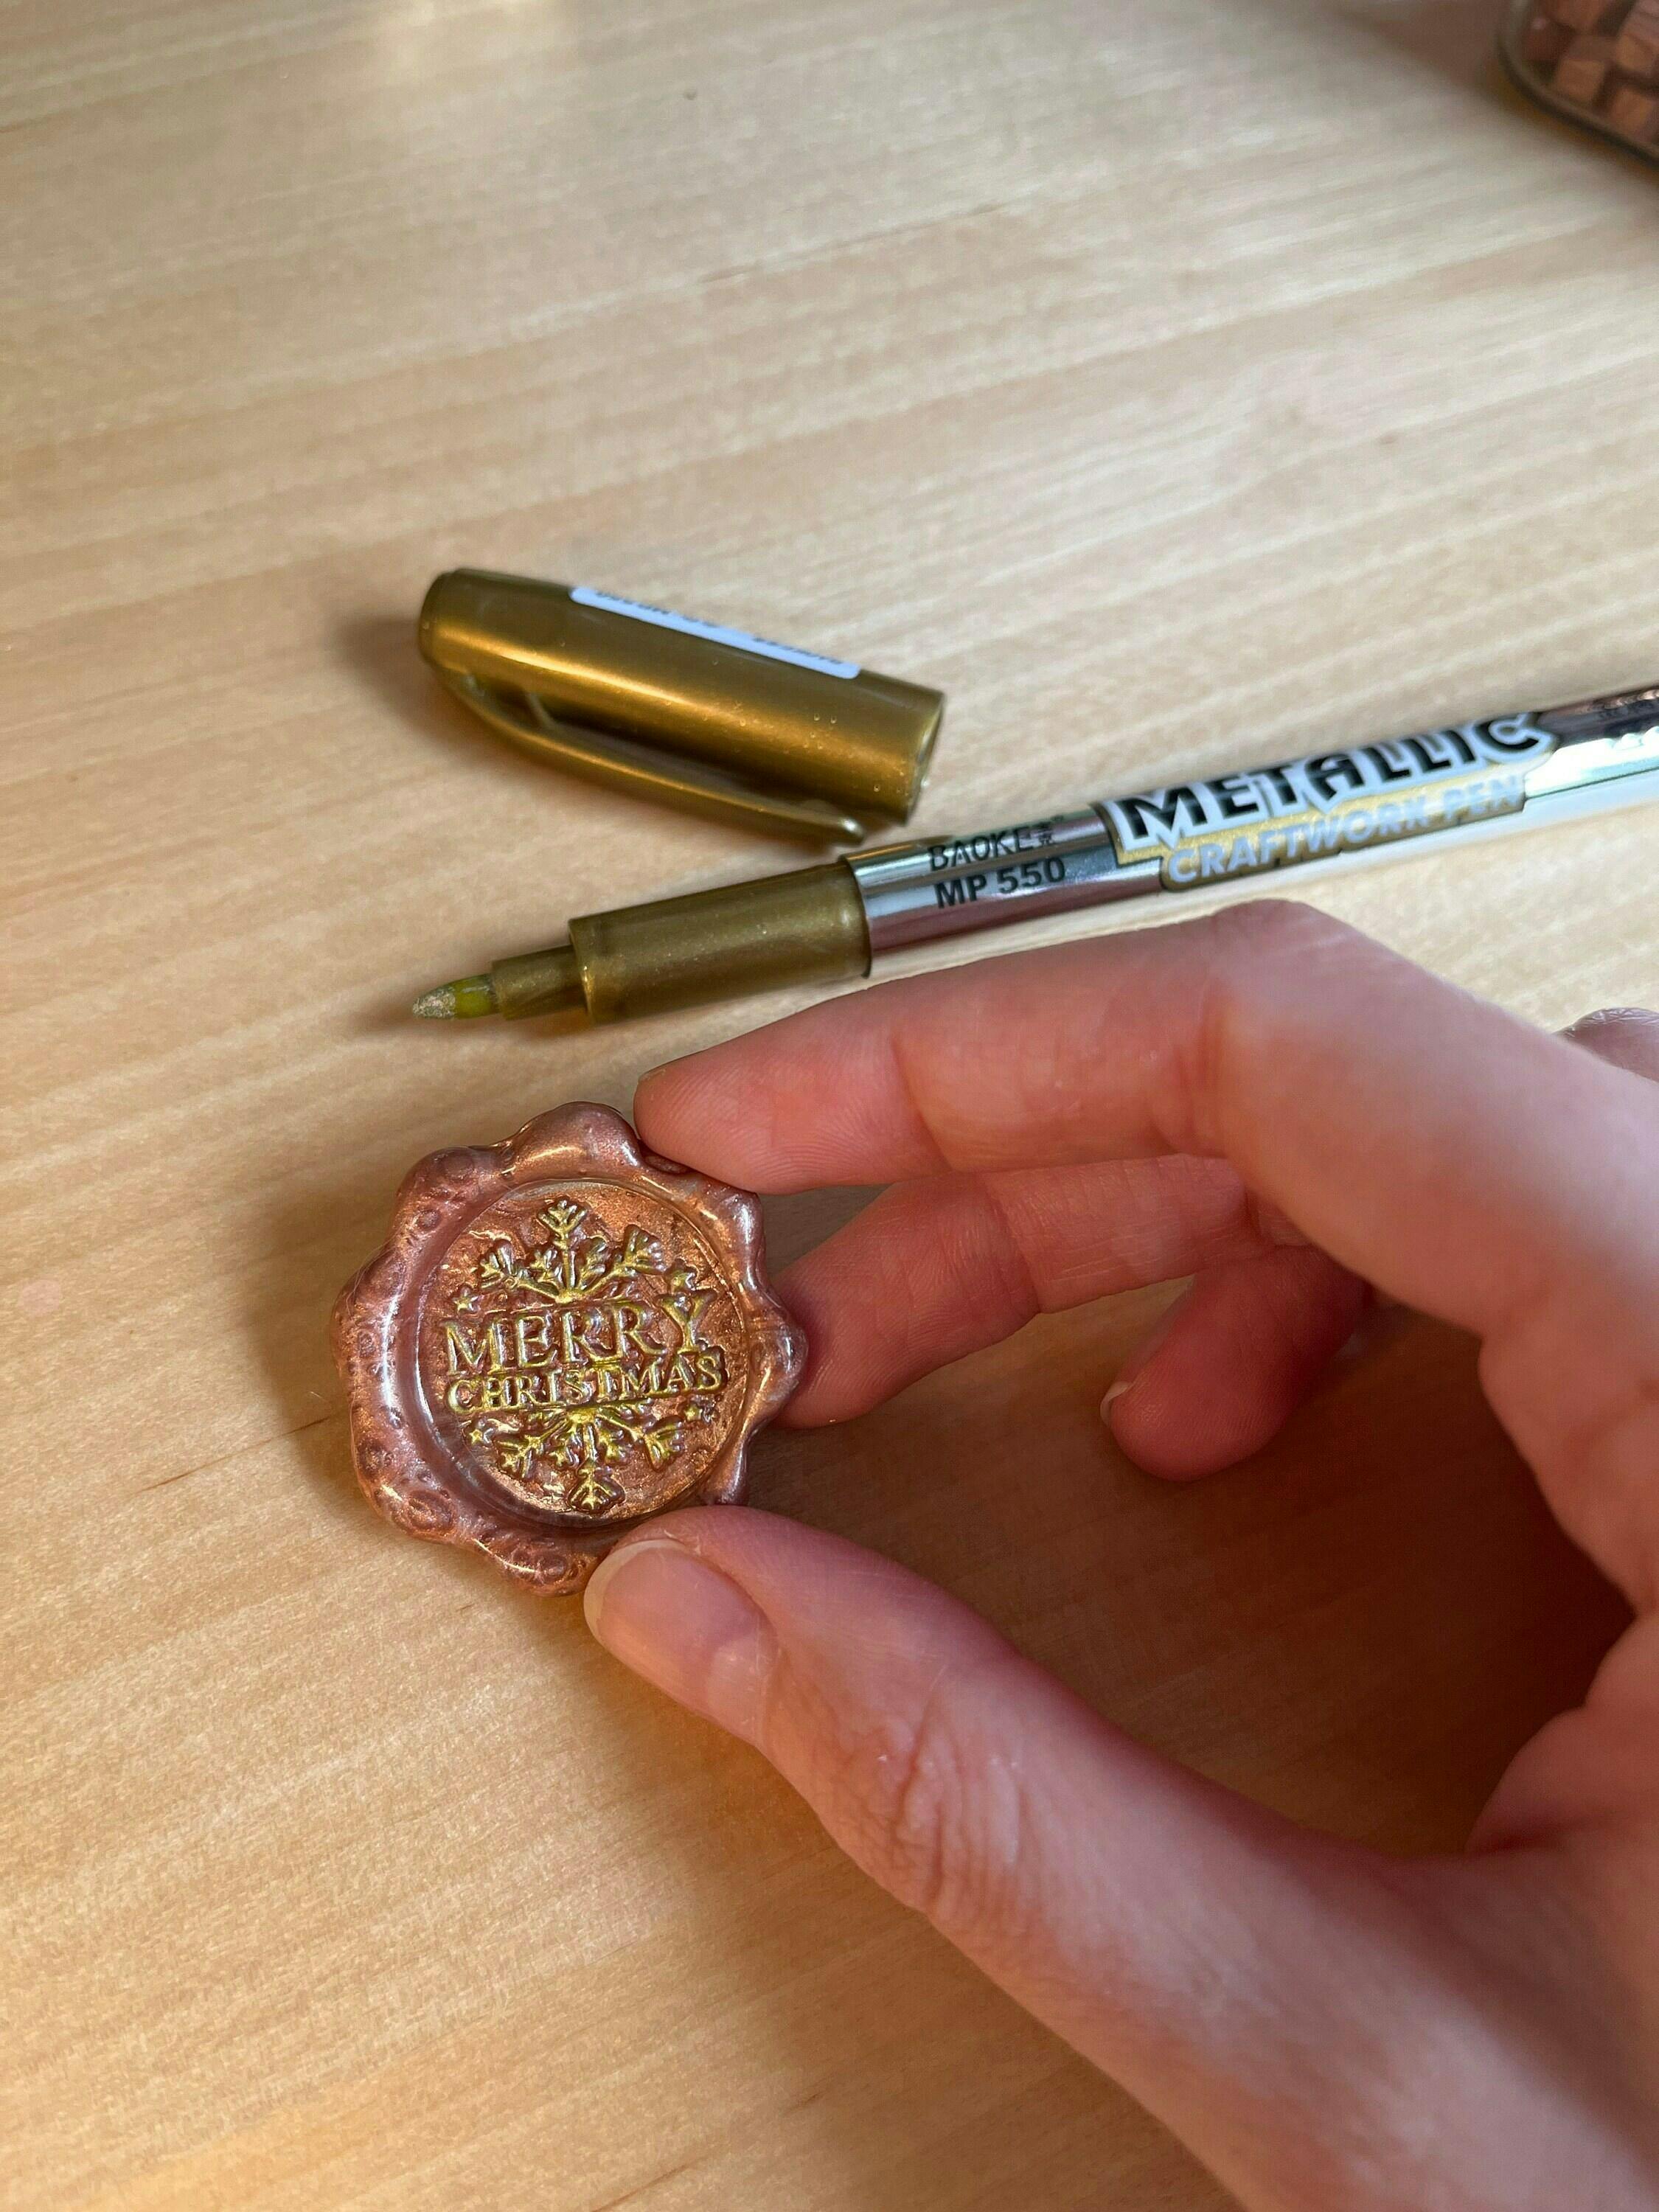 METALLIC
CRAFTWORK PEN
BAOKE
MP 550
MERRY
CHRISTMAS